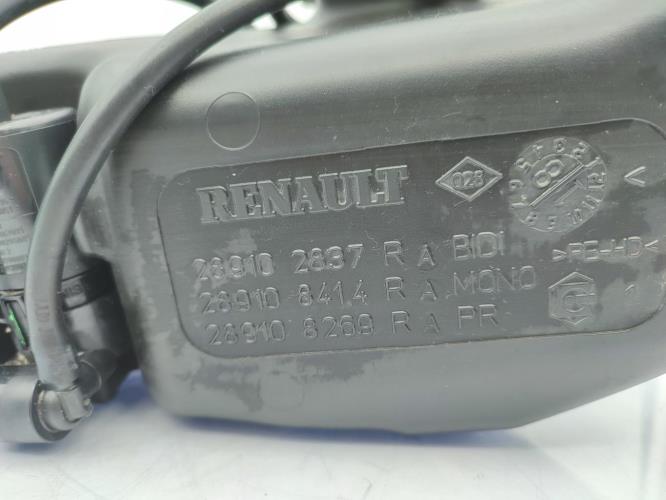 RENAULT
028
28910 2837 R A BIDI
28910 8414 R A MONO
28910 8269 R A PR
>PE-HD<